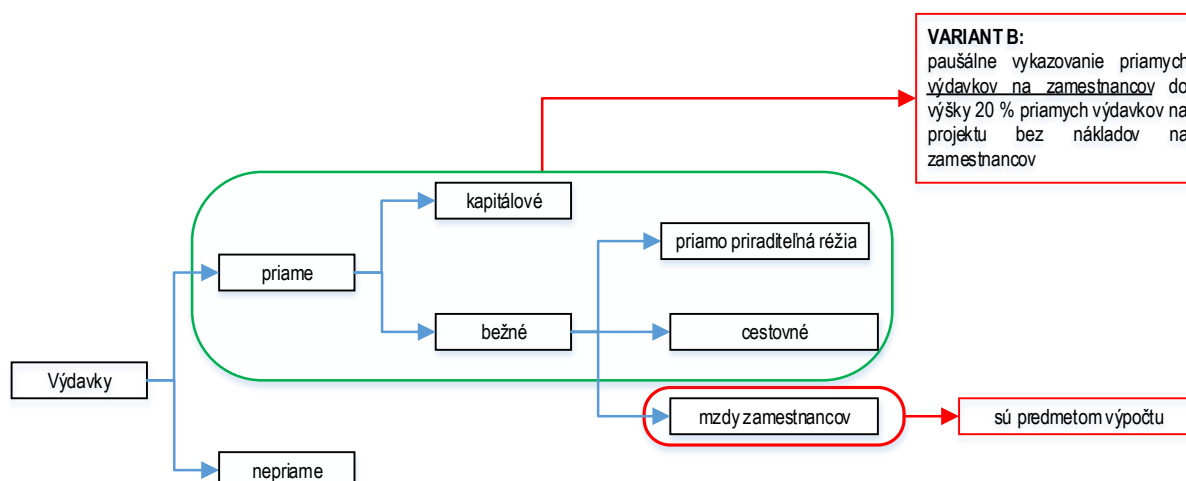 VARIANT B:
paušálne vykazovanie priamych
výdavkov na zamestnancov do
výšky 20 % priamych výdavkov na
projektu bez nákladov na
zamestnancov
kapitálové
priamo priraditeľná réžia
priame
bežné
cestovné
Výdavky
mzdy zamestnancov
sú predmetom výpočtu
nepriame